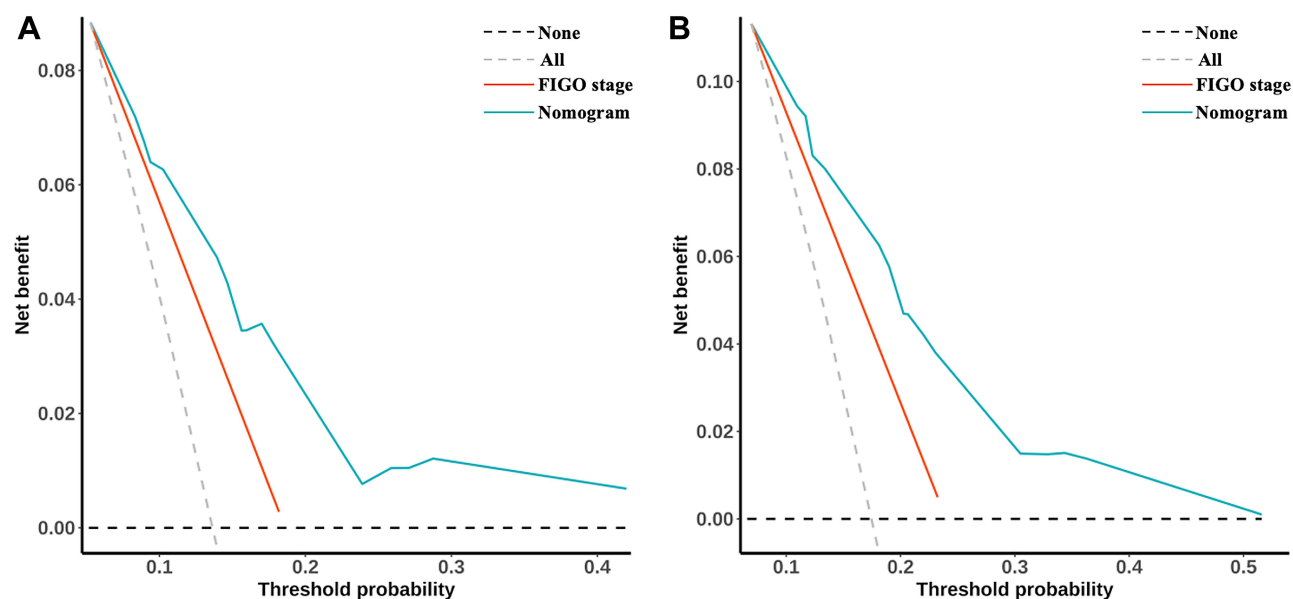 A
None
All
FIGO stage
Nomogram
Net benefit
0.08
0.06
0.04
0.02
0.00
0.1 0.2 0.3 0.4
Threshold probability
B
None
All
FIGO stage
Nomogram
Net benefit
0.10
0.08
0.06
0.04
0.02
0.00
0.1 0.2 0.3 0.4 0.5
Threshold probability